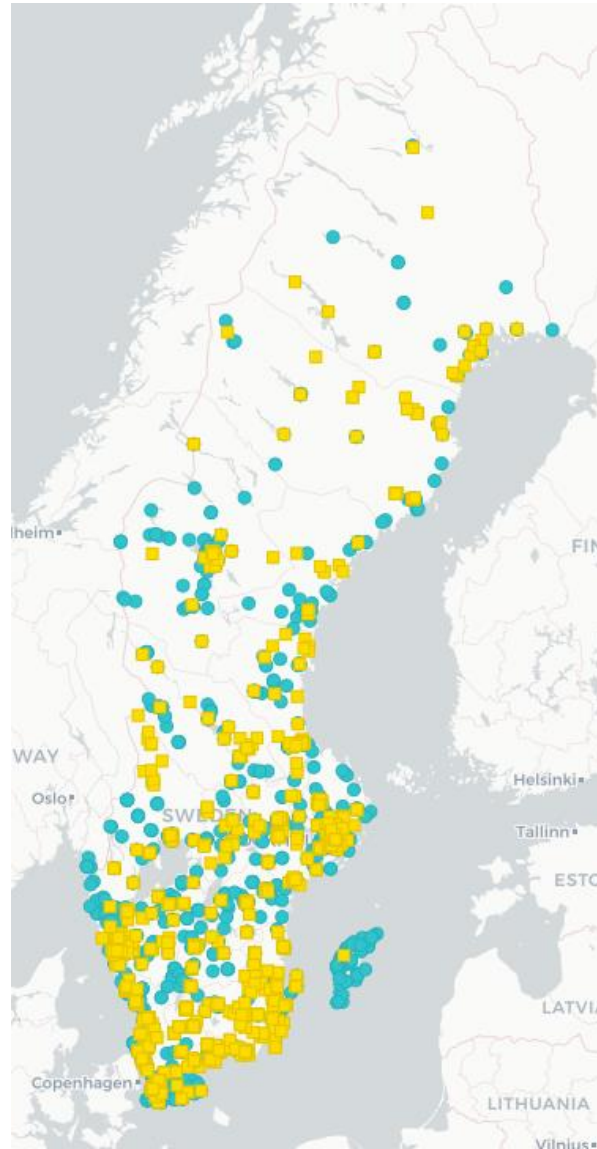 lheim
FIN
WAY
Oslo
SWEDEN
Helsinki
Tallinn
ESTO
LATVIA
Copenhagen
LITHUANIA
Vilnius